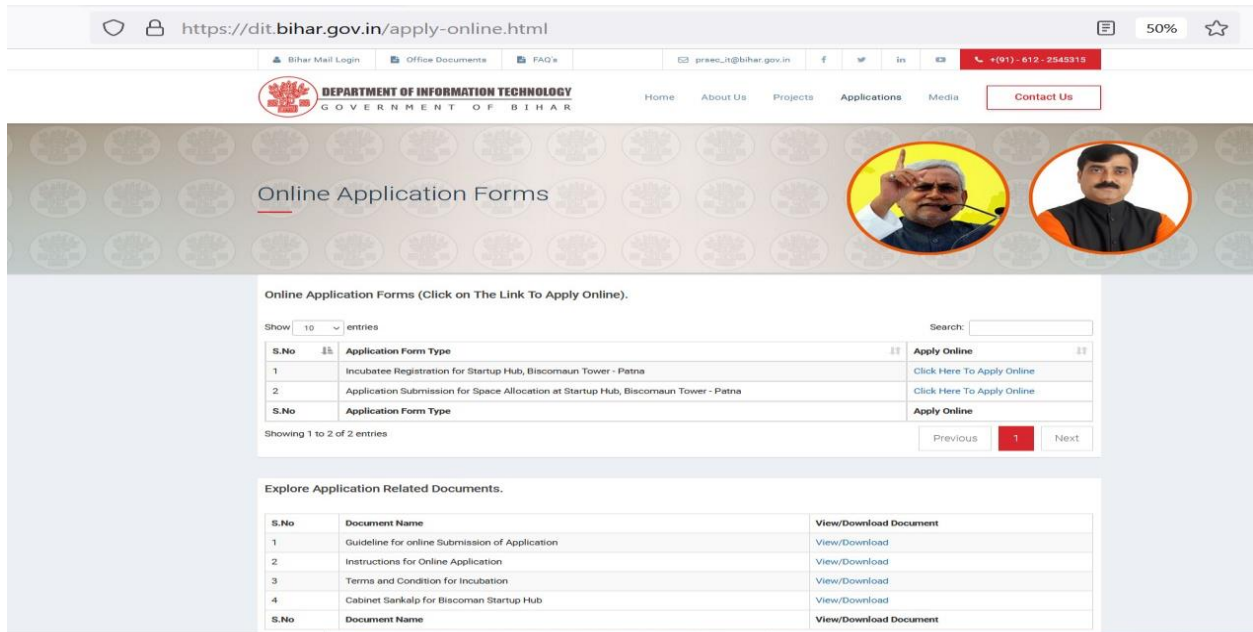 https://dit.bihar.gov.in/apply-online.html 50%
Bihar Mail Login Office Documents FAQ's prsec_it@bihar.gov.in f in +(91) - 612 - 2545315
DEPARTMENT OF INFORMATION TECHNOLOGY
GOVERNMENT OF BIHAR
Home About Us Projects Applications Media Contact Us
Online Application Forms
Online Application Forms (Click on The Link To Apply Online).
Show 10 entries Search:
S.No Application Form Type Apply Online
1 Incubatee Registration for Startup Hub, Biscomaun Tower - Patna Click Here To Apply Online
2 Application Submission for Space Allocation at Startup Hub, Biscomaun Tower - Patna Click Here To Apply Online
S.No Application Form Type Apply Online
Showing 1 to 2 of 2 entries Previous 1 Next
Explore Application Related Documents.
S.No Document Name View/Download Document
1 Guideline for online Submission of Application View/Download
2 Instructions for Online Application View/Download
3 Terms and Condition for Incubation View/Download
4 Cabinet Sankalp for Biscoman Startup Hub View/Download
S.No Document Name View/Download Document